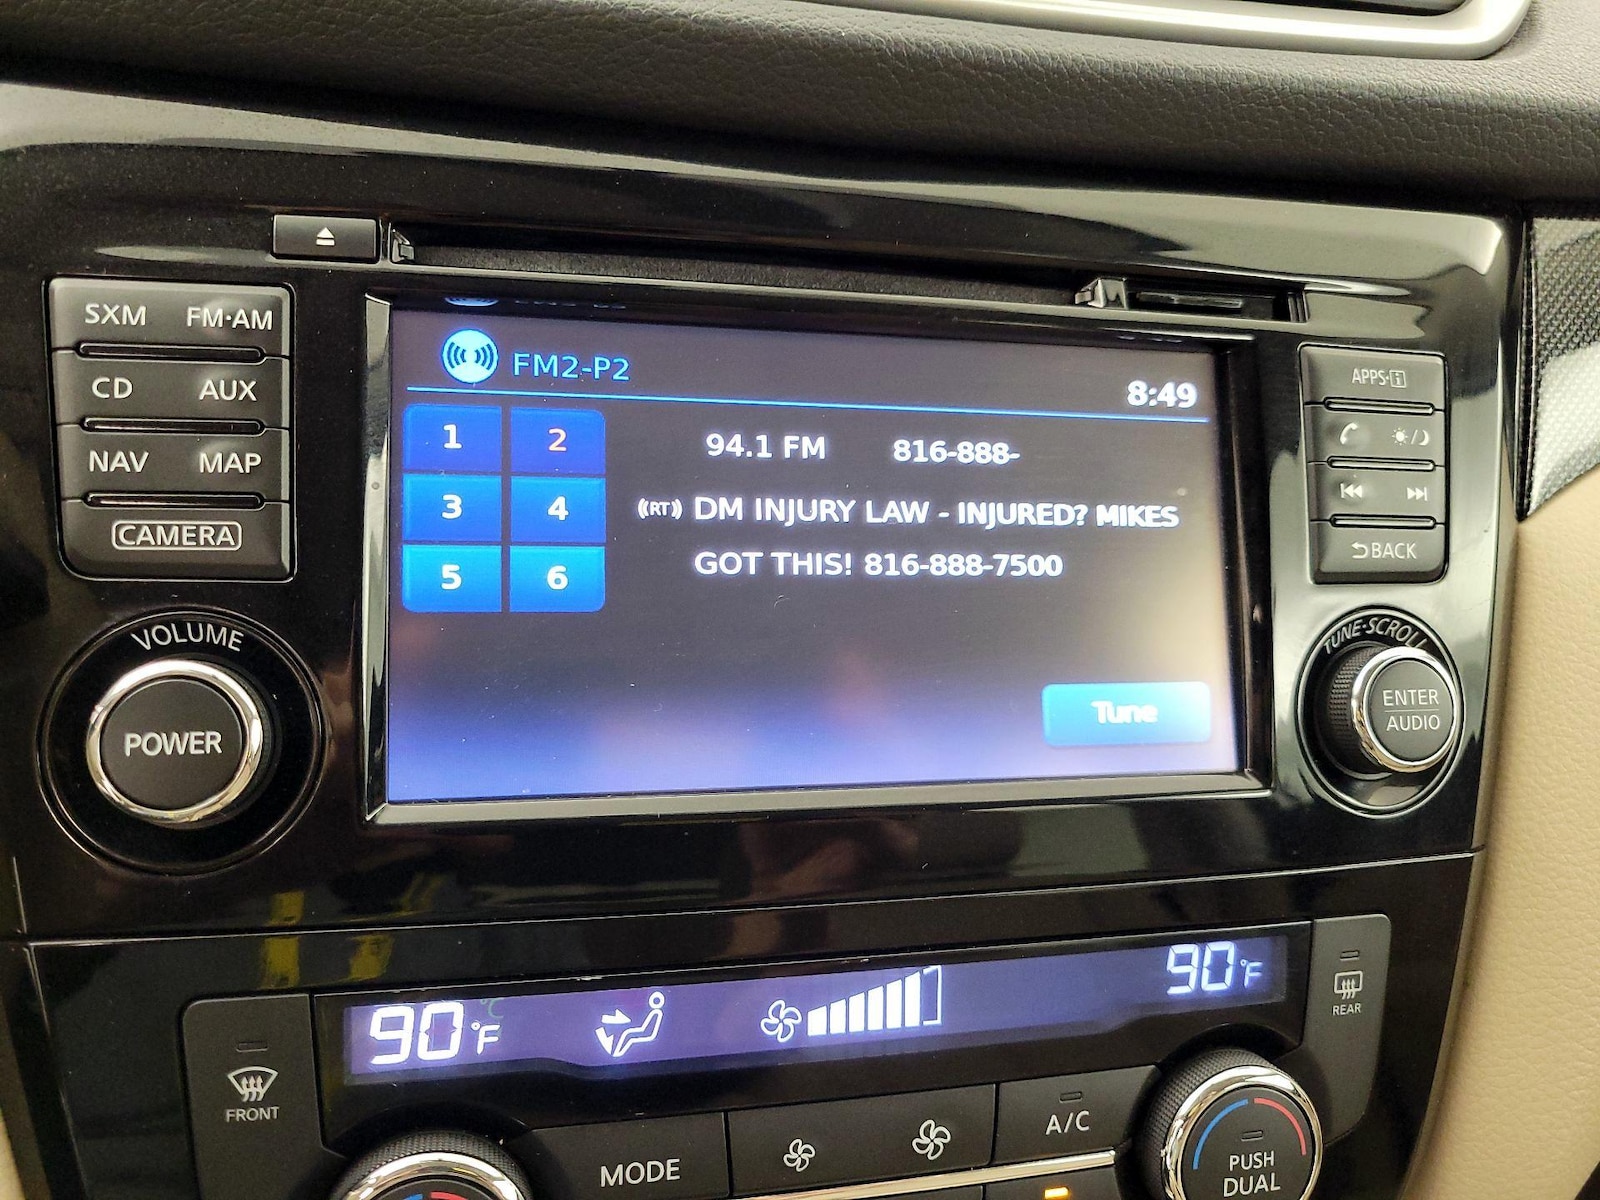 SXM FM·AM
CD AUX
NAV MAP
CAMERA
VOLUME
POWER
FM2-P2
8:49
1 2
3 4
5 6
94.1 FM 816-888-
((RT)) DM INJURY LAW - INJURED? MIKES
GOT THIS! 816-888-7500
Tune
APPS·i
BACK
TUNE·SCROLL
ENTER
AUDIO
90°F
90°F
FRONT
REAR
MODE
A/C
PUSH
DUAL